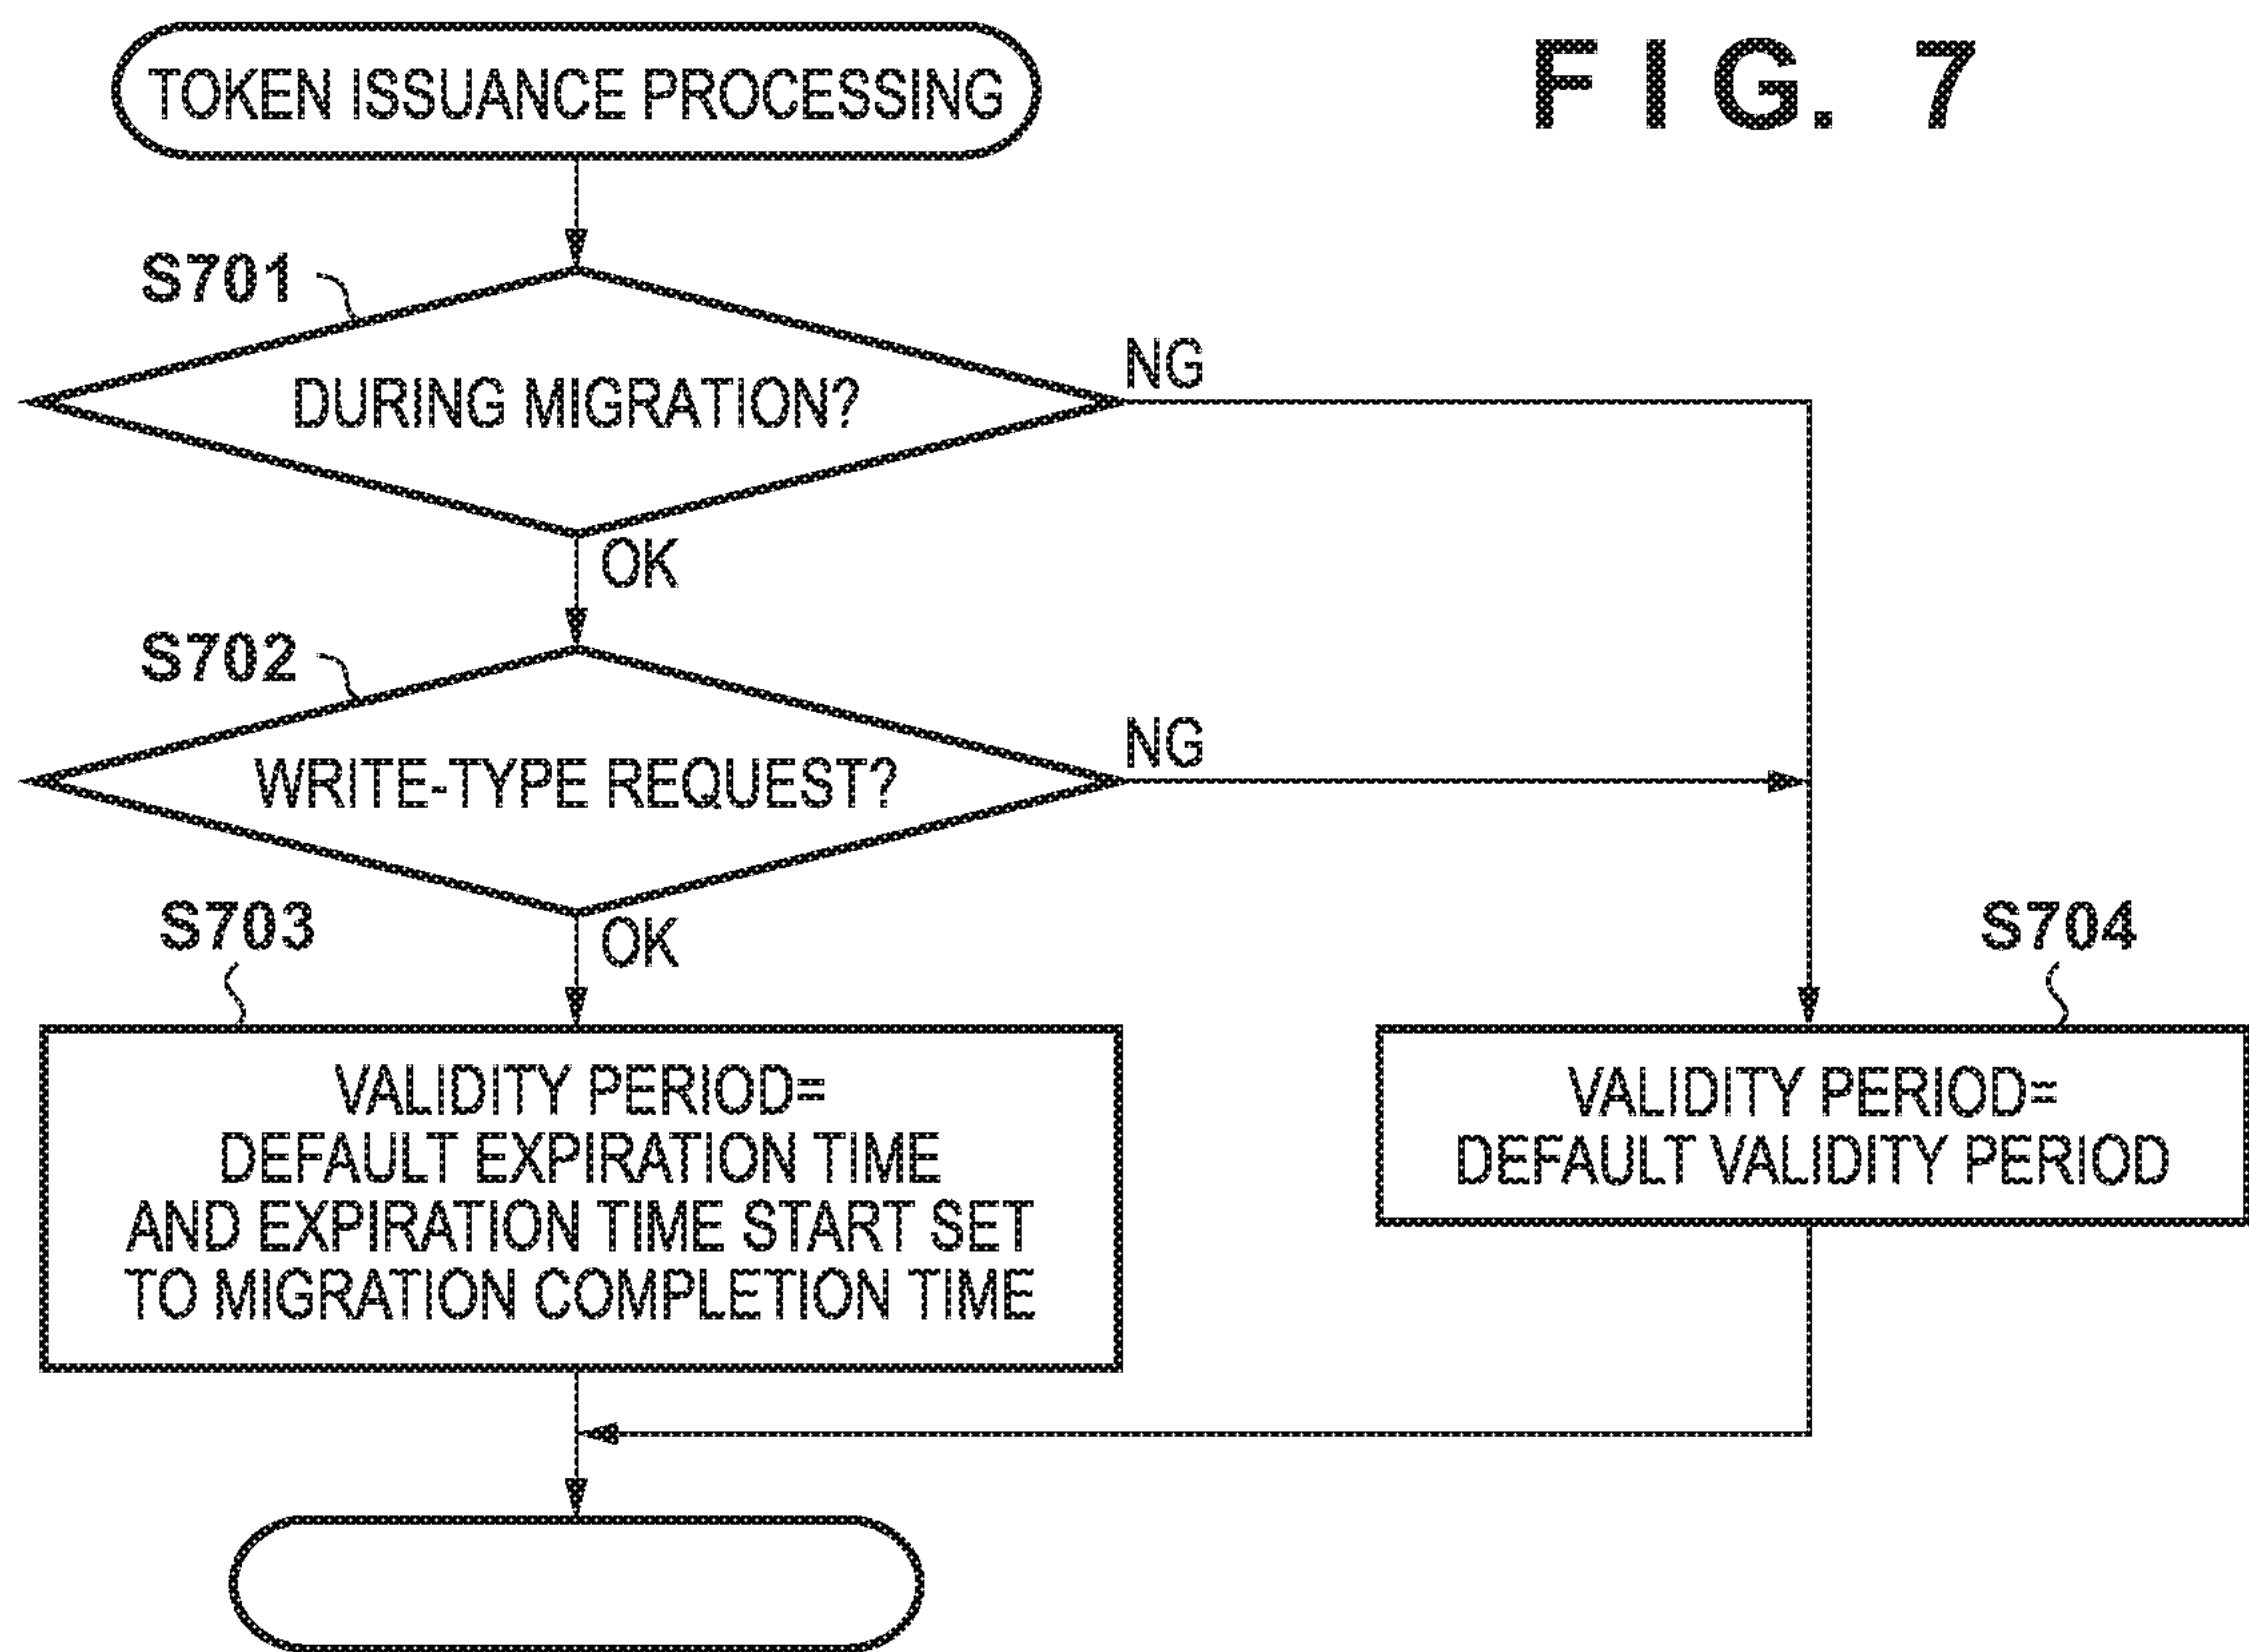 FIG. 7
TOKEN ISSUANCE PROCESSING
S701
DURING MIGRATION?
NG
OK
S702
WRITE-TYPE REQUEST?
NG
OK
S703
VALIDITY PERIOD=
DEFAULT EXPIRATION TIME
AND EXPIRATION TIME START SET
TO MIGRATION COMPLETION TIME
S704
VALIDITY PERIOD=
DEFAULT VALIDITY PERIOD